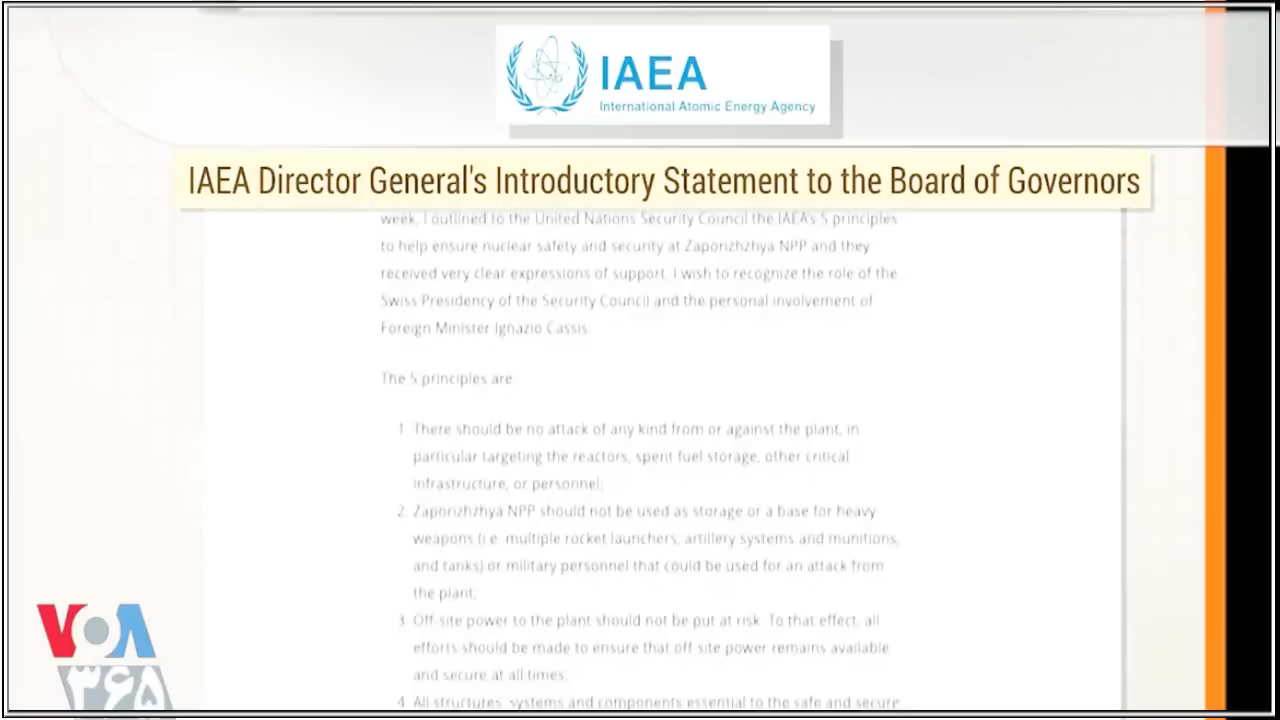 IAEA
International Atomic Energy Agency
IAEA Director General's Introductory Statement to the Board of Governors
week, I outlined to the United Nations Security Council the IAEA's 5 principles
to help ensure nuclear safety and security at Zaporizhzhya NPP and they
received very clear expressions of support. I wish to recognize the role of the
Swiss Presidency of the Security Council and the personal involvement of
Foreign Minister Ignazio Cassis.
The 5 principles are:
1. There should be no attack of any kind from or against the plant, in
particular targeting the reactors, spent fuel storage, other critical
infrastructure, or personnel;
2. Zaporizhzhya NPP should not be used as storage or a base for heavy
weapons (i.e. multiple rocket launchers, artillery systems and munitions,
and tanks) or military personnel that could be used for an attack from
the plant;
3. Off-site power to the plant should not be put at risk. To that effect, all
efforts should be made to ensure that off-site power remains available
and secure at all times;
4. All structures, systems and components essential to the safe and secure
VOA
۳۶۵